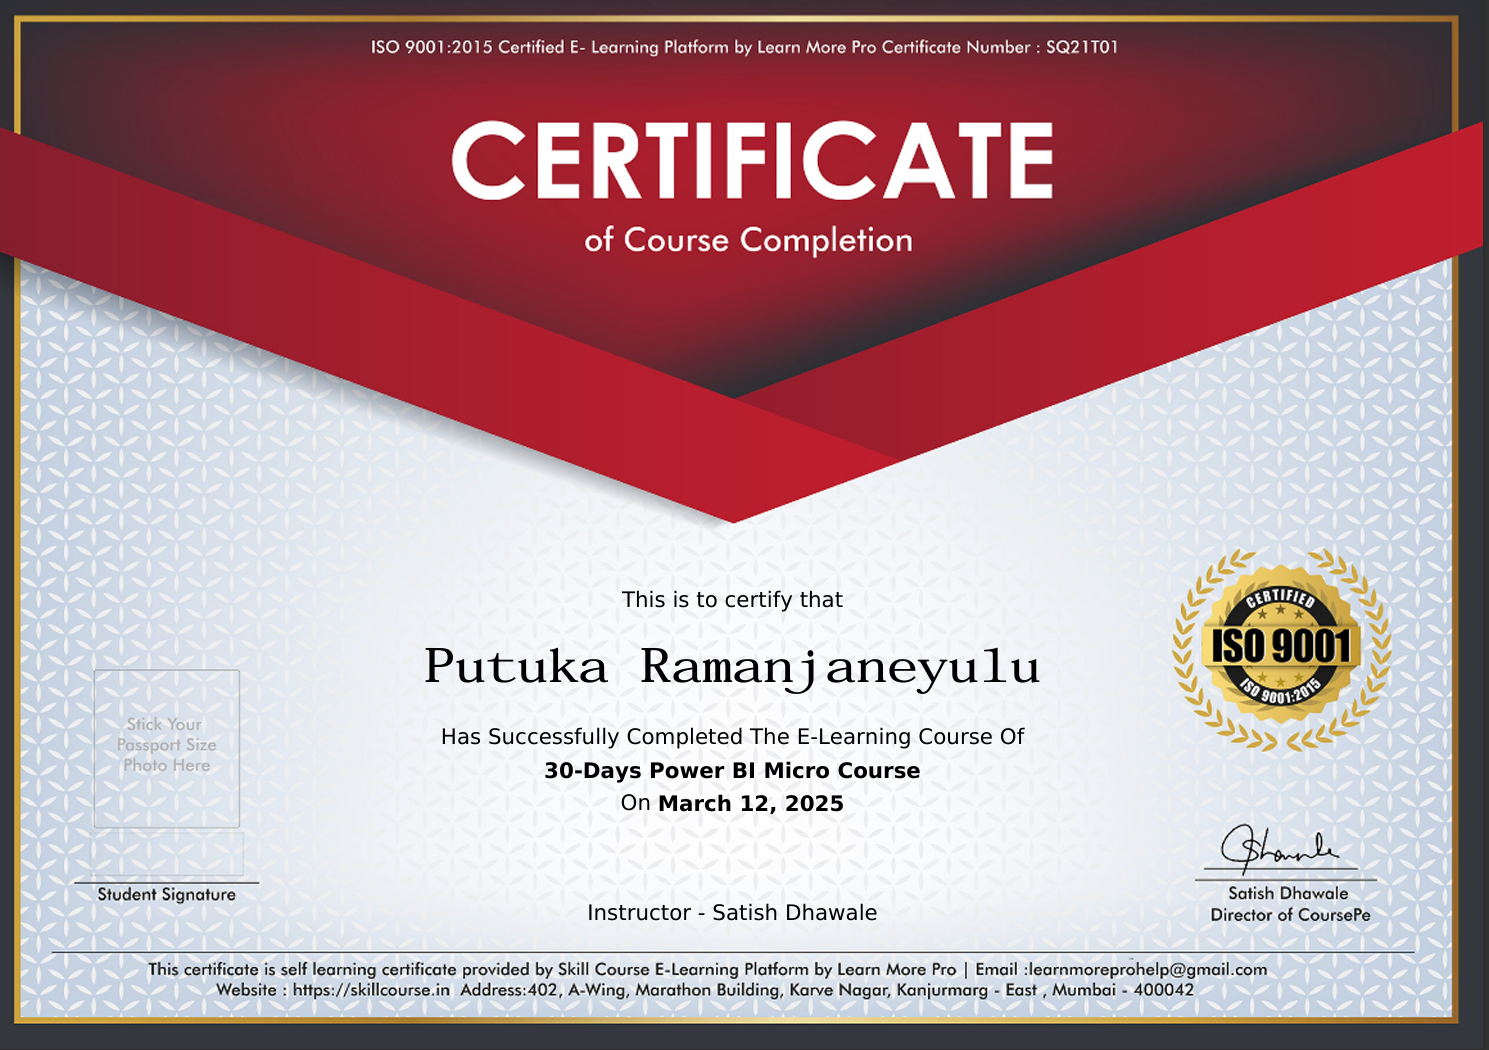 ISO 9001:2015 Certified E- Learning Platform by Learn More Pro Certificate Number : SQ21T01
CERTIFICATE
of Course Completion
This is to certify that
Putuka Ramanjaneyulu
Has Successfully Completed The E-Learning Course Of
30-Days Power BI Micro Course
On March 12, 2025
CERTIFIED
ISO 9001
ISO 9001:2015
Stick Your
Passport Size
Photo Here
Student Signature
Instructor - Satish Dhawale
Satish Dhawale
Director of CoursePe
This certificate is self learning certificate provided by Skill Course E-Learning Platform by Learn More Pro | Email :learnmoreprohelp@gmail.com
Website : https://skillcourse.in Address:402, A-Wing, Marathon Building, Karve Nagar, Kanjurmarg - East , Mumbai - 400042